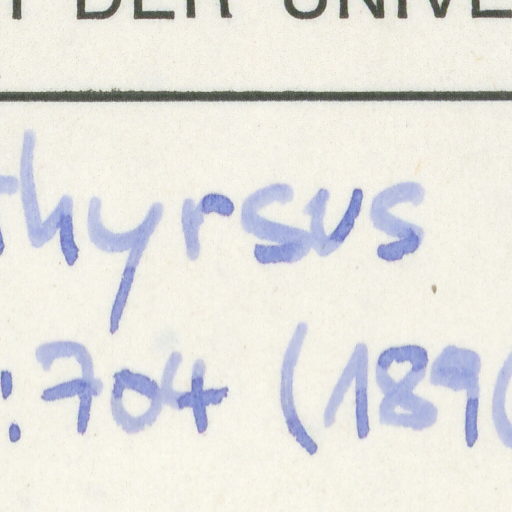 DER UNIVE
thyrsus
:704 (189